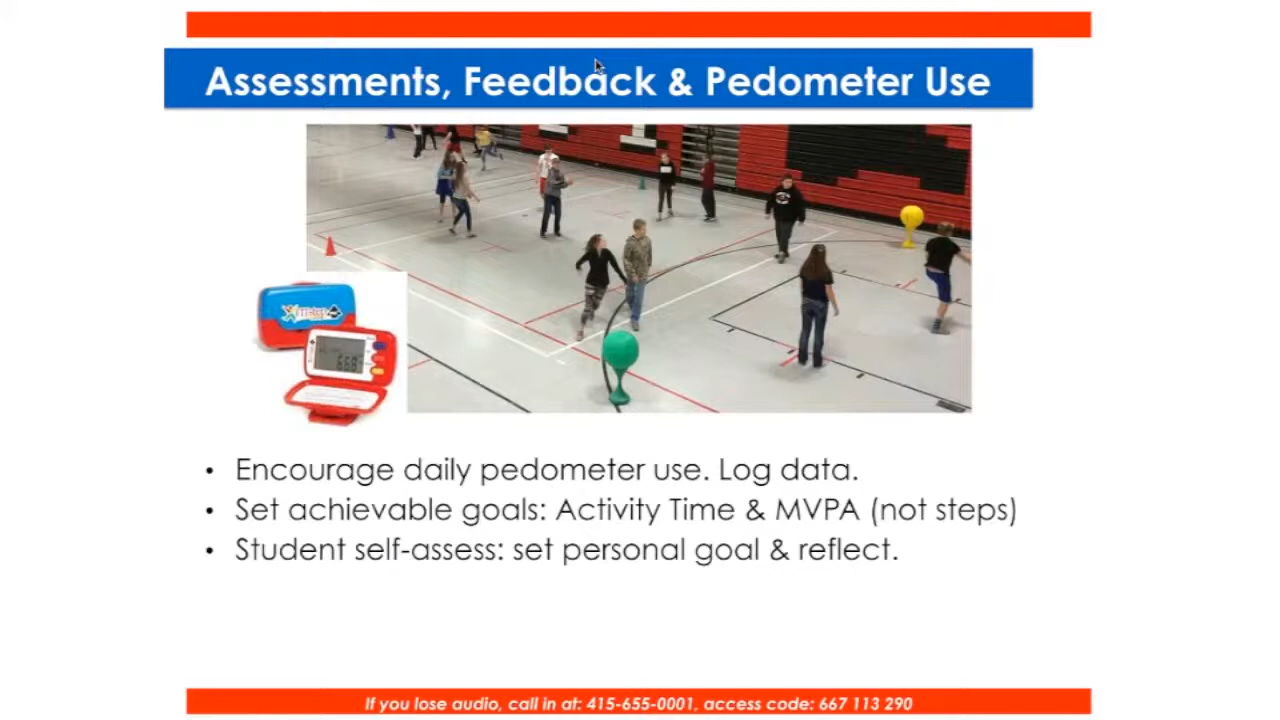 Assessments, Feedback & Pedometer Use
• Encourage daily pedometer use. Log data.
• Set achievable goals: Activity Time & MVPA (not steps)
• Student self-assess: set personal goal & reflect.
If you lose audio, call in at: 415-655-0001, access code: 667 113 290